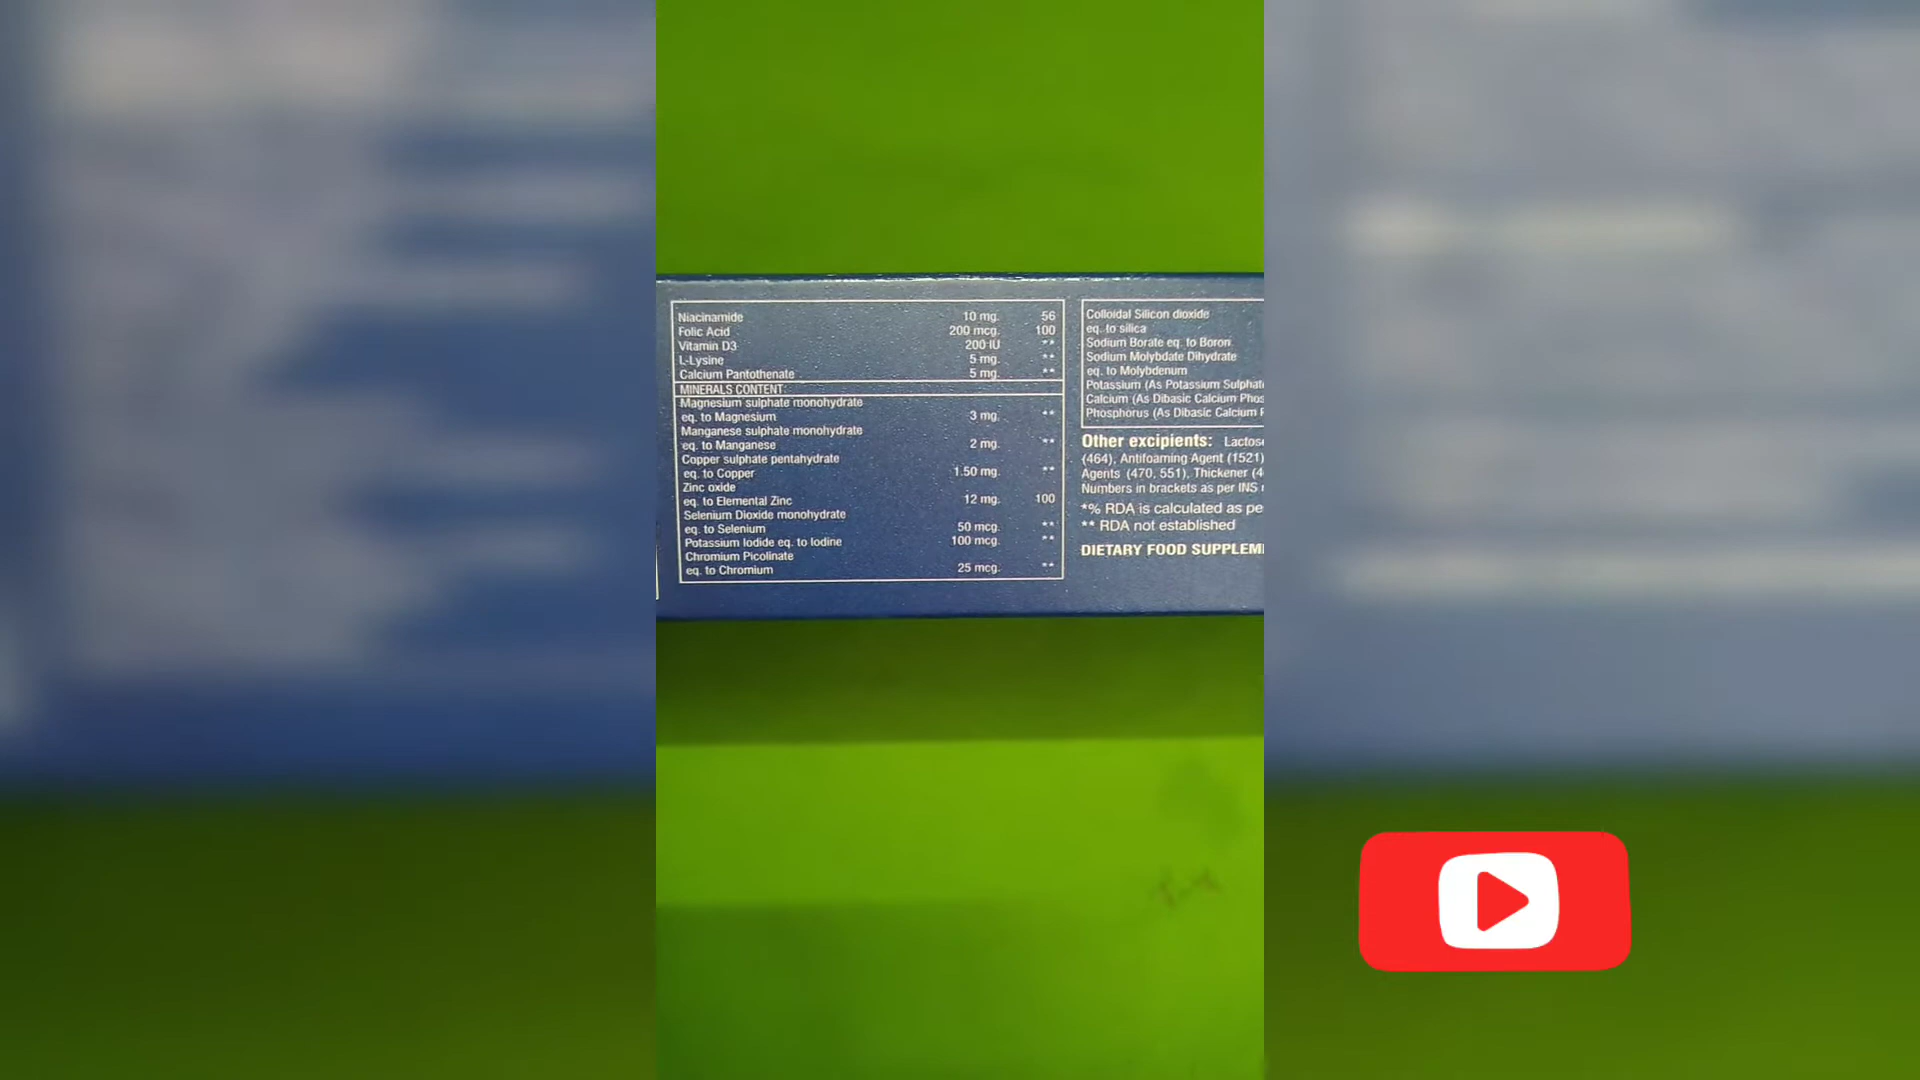 Niacinamide 10 mg. 56
Folic Acid 200 mcg. 100
Vitamin D3 200 IU **
L-Lysine 5 mg. **
Calcium Pantothenate 5 mg. **
MINERALS CONTENT:
Magnesium sulphate monohydrate
eq. to Magnesium 3 mg. **
Manganese sulphate monohydrate
eq. to Manganese 2 mg. **
Copper sulphate pentahydrate
eq. to Copper 1.50 mg. **
Zinc oxide
eq. to Elemental Zinc 12 mg. 100
Selenium Dioxide monohydrate
eq. to Selenium 50 mcg. **
Potassium Iodide eq. to Iodine 100 mcg. **
Chromium Picolinate
eq. to Chromium 25 mcg. **
Colloidal Silicon dioxide
eq. to silica
Sodium Borate eq. to Boron
Sodium Molybdate Dihydrate
eq. to Molybdenum
Potassium (As Potassium Sulphat
Calcium (As Dibasic Calcium Phos
Phosphorus (As Dibasic Calcium
Other excipients: Lactos
(464), Antifoaming Agent (1521)
Agents (470, 551), Thickener (4
Numbers in brackets as per INS
*% RDA is calculated as pe
** RDA not established
DIETARY FOOD SUPPLEM